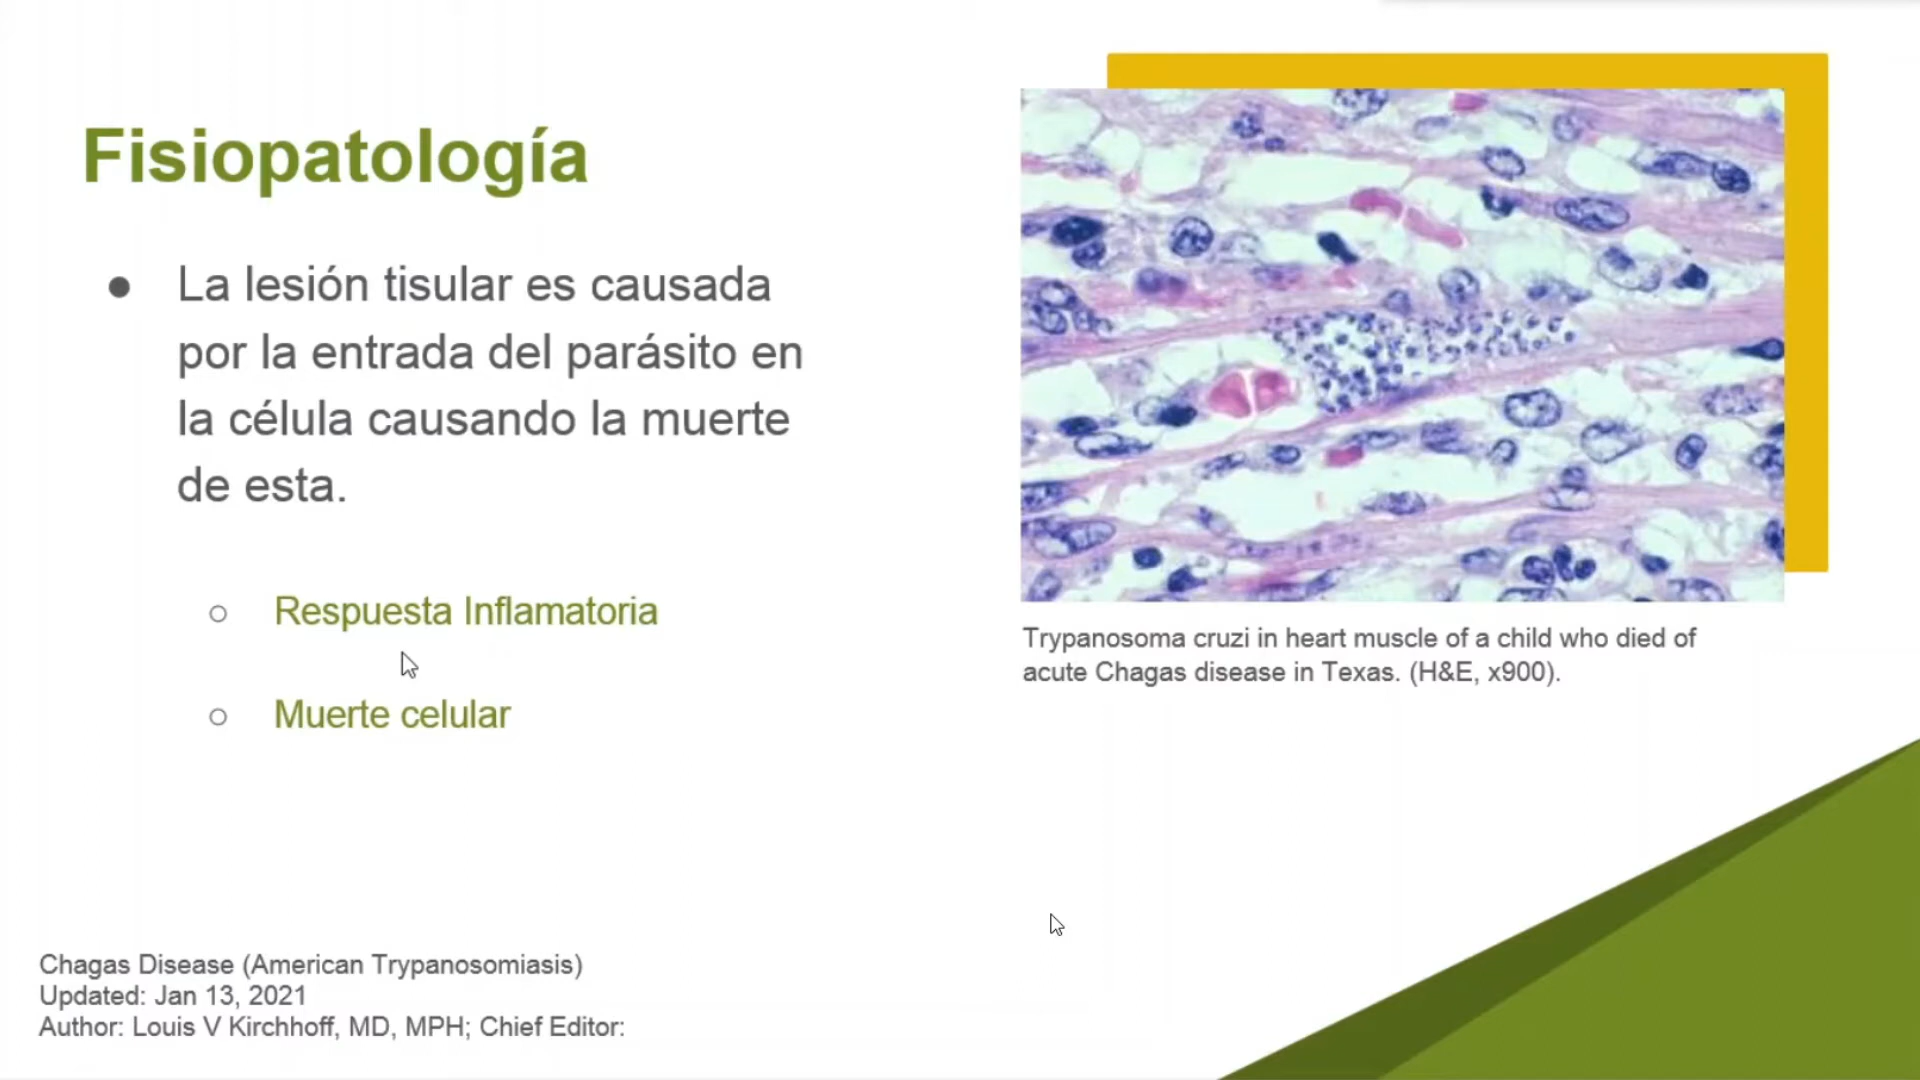 Fisiopatología
● La lesión tisular es causada
por la entrada del parásito en
la célula causando la muerte
de esta.
○ Respuesta Inflamatoria
○ Muerte celular
Trypanosoma cruzi in heart muscle of a child who died of
acute Chagas disease in Texas. (H&E, x900).
Chagas Disease (American Trypanosomiasis)
Updated: Jan 13, 2021
Author: Louis V Kirchhoff, MD, MPH; Chief Editor: